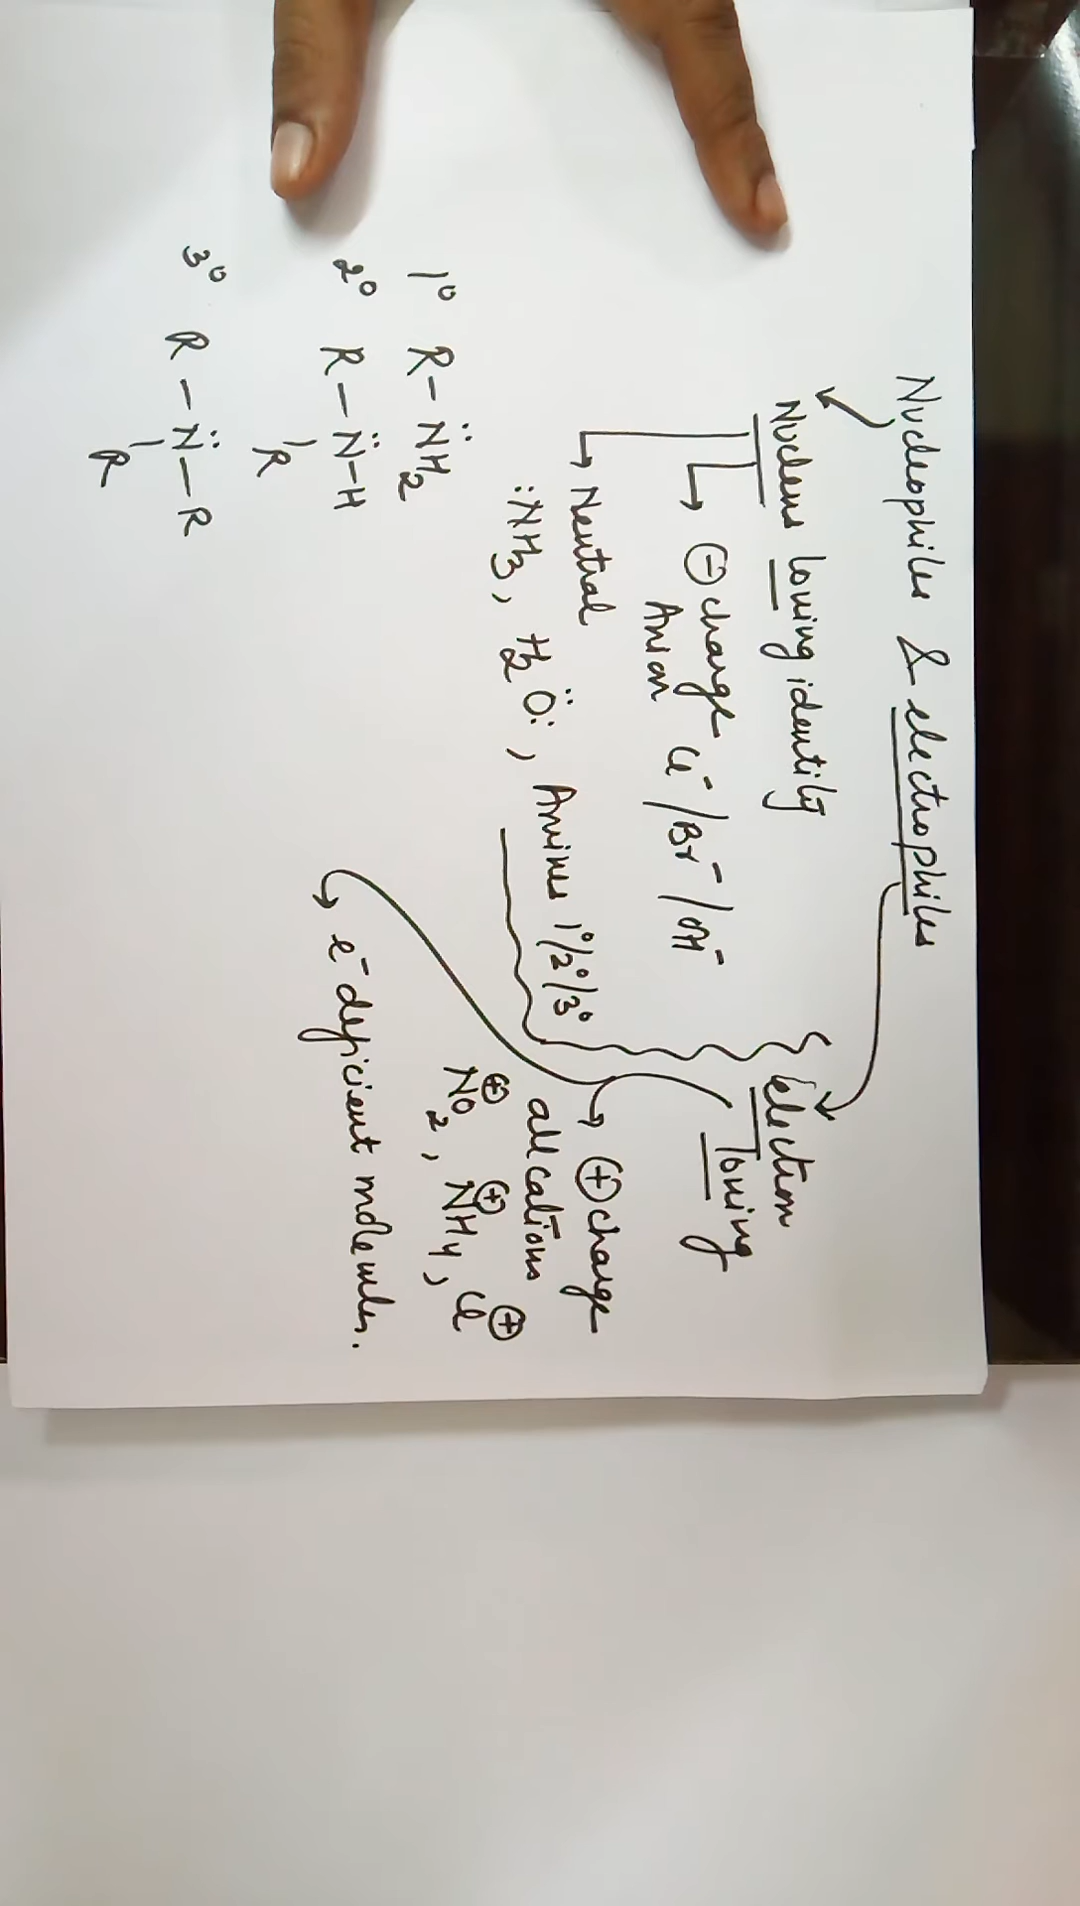 Nucleophiles & electrophiles
Nucleus loving identity
⊖ charge Cl⁻/Br⁻/OH⁻
Anion
Neutral
:NH₃, H₂Ö:, Amines 1°/2°/3°
1° R-N̈H₂
2° R-N̈-H
R
3° R-N̈-R
R
Electron
loving
⊕ charge
all cations
NO₂⊕, NH₄⊕, Cl⊕
e⁻ deficient molecules.